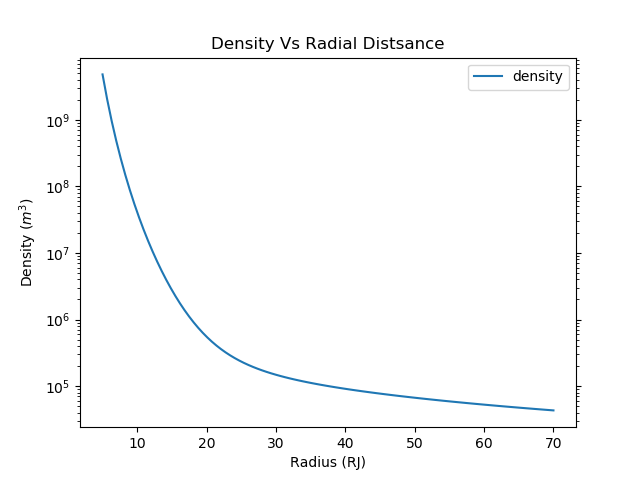 Density Vs Radial Distsance
density
10⁹
10⁸
10⁷
10⁶
10⁵
Density (m³)
10 20 30 40 50 60 70
Radius (RJ)